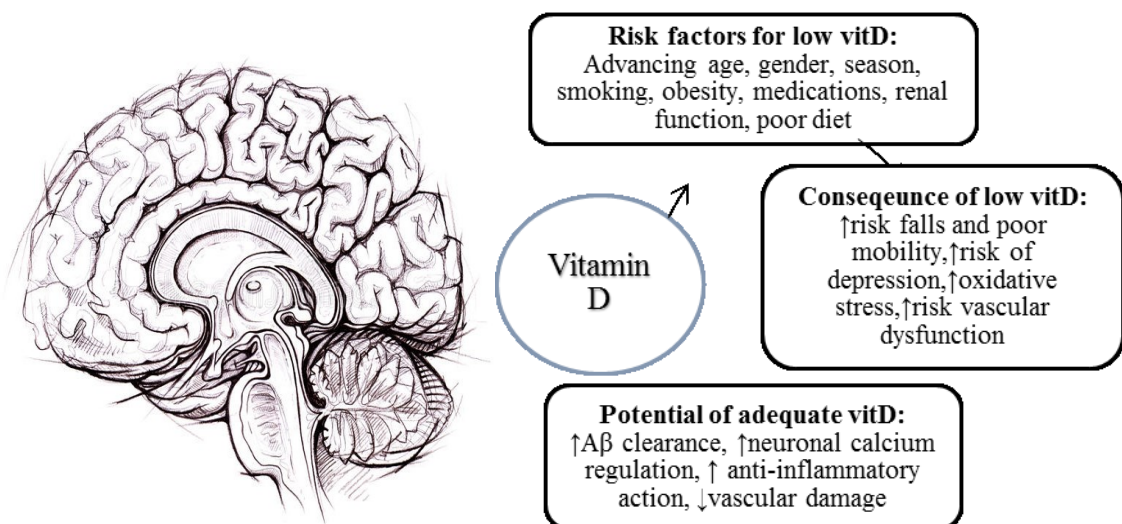 Risk factors for low vitD:
Advancing age, gender, season,
smoking, obesity, medications, renal
function, poor diet
Conseqeunce of low vitD:
↑risk falls and poor
mobility,↑risk of
depression,↑oxidative
stress,↑risk vascular
dysfunction
Vitamin
D
Potential of adequate vitD:
↑Aβ clearance, ↑neuronal calcium
regulation, ↑ anti-inflammatory
action, ↓vascular damage